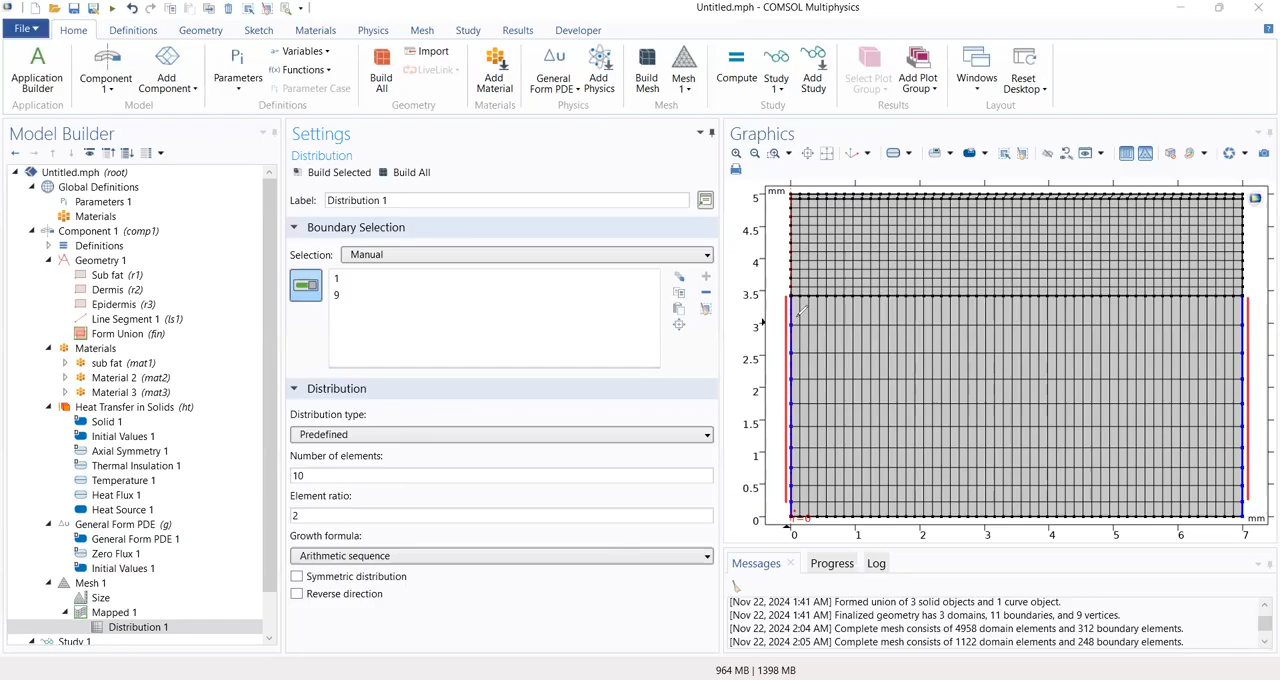 Untitled.mph - COMSOL Multiphysics
File
Home
Definitions
Geometry
Sketch
Materials
Physics
Mesh
Study
Results
Developer
Application Builder
Application
Component 1
Add Component
Model
Parameters
a= Variables
f(x) Functions
Parameter Case
Definitions
Build All
Import
LiveLink
Geometry
Add Material
Materials
General Form PDE
Add Physics
Physics
Build Mesh
Mesh 1
Mesh
Compute
Study 1
Add Study
Study
Select Plot Group
Add Plot Group
Results
Windows
Reset Desktop
Layout
Model Builder
Untitled.mph (root)
Global Definitions
Parameters 1
Materials
Component 1 (comp1)
Definitions
Geometry 1
Sub fat (r1)
Dermis (r2)
Epidermis (r3)
Line Segment 1 (ls1)
Form Union (fin)
Materials
sub fat (mat1)
Material 2 (mat2)
Material 3 (mat3)
Heat Transfer in Solids (ht)
Solid 1
Initial Values 1
Axial Symmetry 1
Thermal Insulation 1
Temperature 1
Heat Flux 1
Heat Source 1
General Form PDE (g)
General Form PDE 1
Zero Flux 1
Initial Values 1
Mesh 1
Size
Mapped 1
Distribution 1
Study 1
Settings
Distribution
Build Selected
Build All
Label: Distribution 1
Boundary Selection
Selection: Manual
1
9
Distribution
Distribution type:
Predefined
Number of elements:
10
Element ratio:
2
Growth formula:
Arithmetic sequence
Symmetric distribution
Reverse direction
Graphics
mm
5
4.5
4
3.5
3
2.5
2
1.5
1
0.5
0
r=0
mm
0 1 2 3 4 5 6 7
Messages
Progress
Log
[Nov 22, 2024 1:41 AM] Formed union of 3 solid objects and 1 curve object.
[Nov 22, 2024 1:41 AM] Finalized geometry has 3 domains, 11 boundaries, and 9 vertices.
[Nov 22, 2024 2:04 AM] Complete mesh consists of 4958 domain elements and 312 boundary elements.
[Nov 22, 2024 2:05 AM] Complete mesh consists of 1122 domain elements and 248 boundary elements.
964 MB | 1398 MB